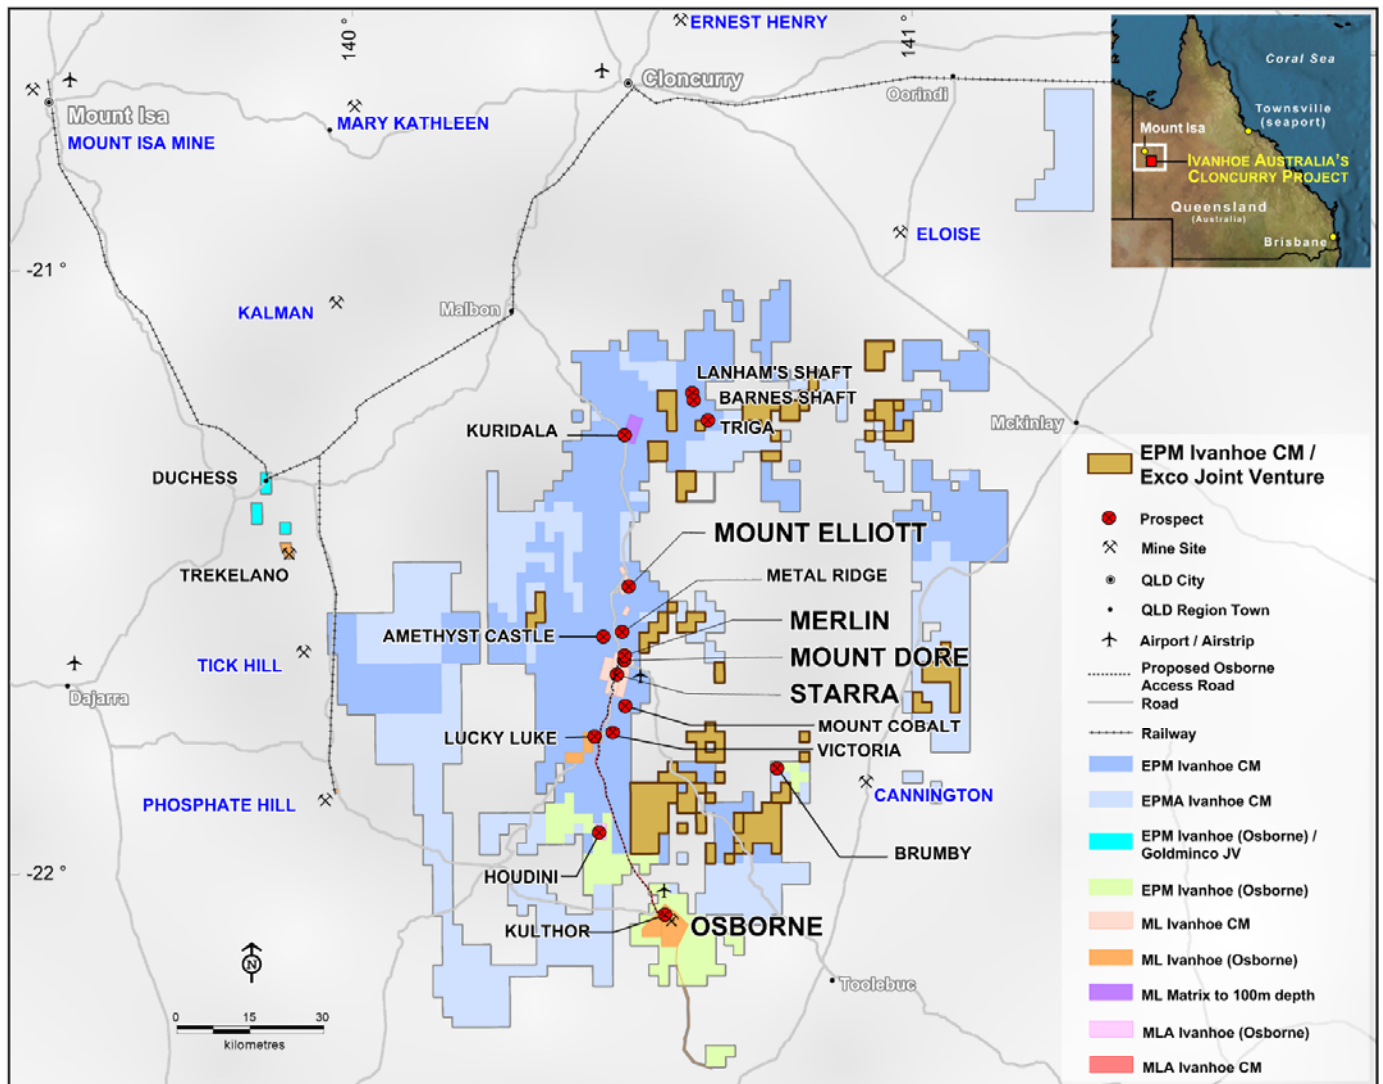 ERNEST HENRY
140 °
141 °
Cloncurry
Oorindi
Mount Isa
MOUNT ISA MINE
MARY KATHLEEN
ELOISE
-21 °
KALMAN
Malbon
LANHAM'S SHAFT
BARNES SHAFT
TRIGA
KURIDALA
Mckinlay
DUCHESS
TREKELANO
MOUNT ELLIOTT
METAL RIDGE
MERLIN
AMETHYST CASTLE
MOUNT DORE
TICK HILL
STARRA
Dajarra
MOUNT COBALT
LUCKY LUKE
VICTORIA
PHOSPHATE HILL
CANNINGTON
BRUMBY
-22 °
HOUDINI
KULTHOR
OSBORNE
Toolebuc
N
0 15 30
kilometres
Coral Sea
Townsville
(seaport)
Mount Isa
IVANHOE AUSTRALIA'S
CLONCURRY PROJECT
Queensland
(Australia)
Brisbane
EPM Ivanhoe CM /
Exco Joint Venture
Prospect
Mine Site
QLD City
QLD Region Town
Airport / Airstrip
Proposed Osborne
Access Road
Road
Railway
EPM Ivanhoe CM
EPMA Ivanhoe CM
EPM Ivanhoe (Osborne) /
Goldminco JV
EPM Ivanhoe (Osborne)
ML Ivanhoe CM
ML Ivanhoe (Osborne)
ML Matrix to 100m depth
MLA Ivanhoe (Osborne)
MLA Ivanhoe CM